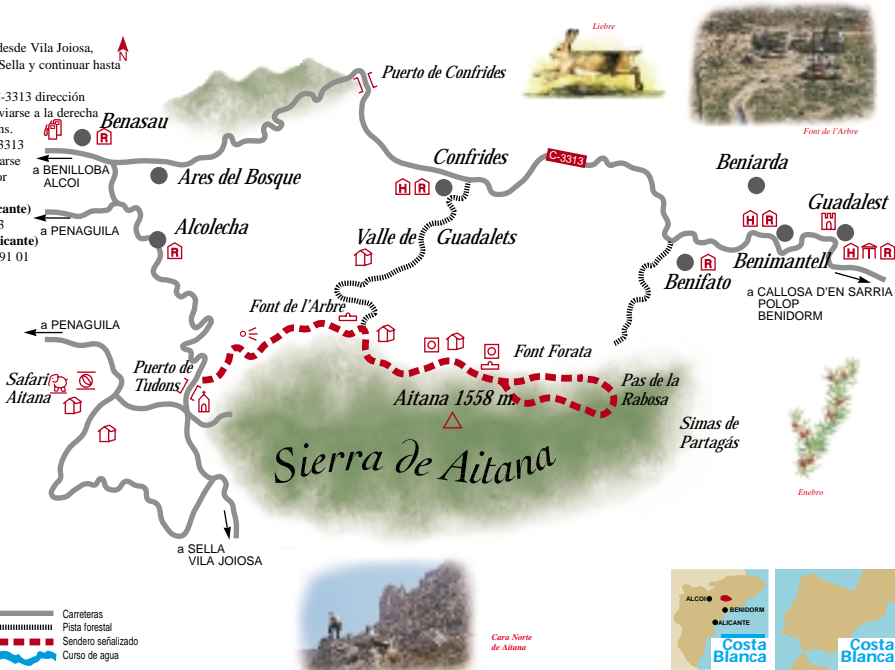 desde Vila Joiosa,
Sella y continuar hasta
C-3313 dirección
viarse a la derecha
ns.
3313
arse
or
cante)
3
icante)
91 01
N
Liebre
Font de l'Arbre
Puerto de Confrides
Benasau
R
a BENILLOBA
ALCOI
Ares del Bosque
Confrides
H R
C-3313
Beniarda
Guadalest
H R
H R
a PENAGUILA
Alcolecha
R
Valle de Guadalets
Benimantell
Benifato
R
a CALLOSA D'EN SARRIA
POLOP
BENIDORM
Font de l'Arbre
a PENAGUILA
Puerto de
Tudons
Safari
Aitana
Font Forata
Aitana 1558 m.
Pas de la
Rabosa
Simas de
Partagás
Sierra de Aitana
Enebro
a SELLA
VILA JOIOSA
Cara Norte
de Aitana
Carreteras
Pista forestal
Sendero señalizado
Curso de agua
ALCOI
BENIDORM
ALICANTE
Costa
Blanca
Costa
Blanca